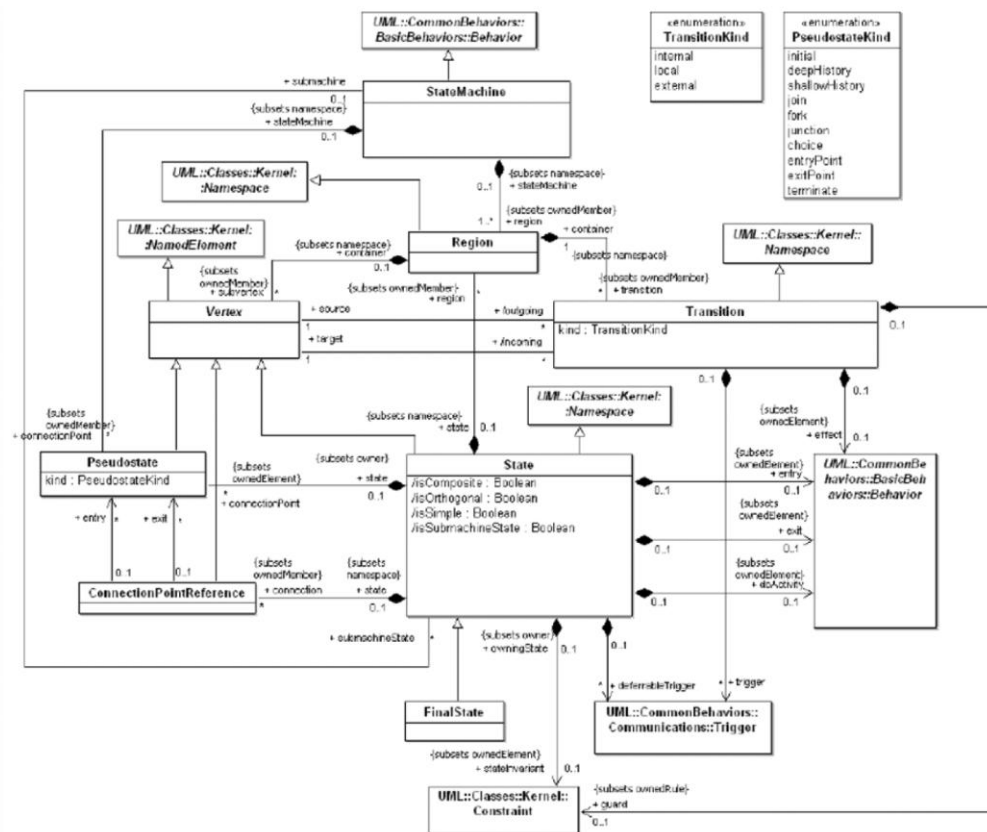 UML::CommonBehaviors::
BasicBehaviors::Behavior
«enumeration»
TransitionKind
internal
local
external
«enumeration»
PseudostateKind
initial
deepHistory
shallowHistory
join
fork
junction
choice
entryPoint
exitPoint
terminate
+ submachine
0..1
{subsets namespace}
+ stateMachine
0..1
StateMachine
UML::Classes::Kernel:
:Namespace
0..1
{subsets namespace}
+ stateMachine
1..*
{subsets ownedMember}
+ region
UML::Classes::Kernel:
:NamedElement
{subsets namespace}
+ container
0..1
Region
+ container
1
{subsets namespace}
UML::Classes::Kernel::
Namespace
{subsets
ownedMember}
+ subvertex
*
{subsets ownedMember}
+ region
*
{subsets ownedMember}
* + transition
Vertex
+ source
1
/outgoing
*
+ target
1
/incoming
*
Transition
kind : TransitionKind
0..1
0..1
0..1
UML::Classes::Kernel:
:Namespace
{subsets
ownedMember}
+ connectionPoint
*
{subsets namespace}
+ state
0..1
{subsets
ownedElement}
+ effect
0..1
Pseudostate
kind : PseudostateKind
{subsets
ownedElement}
*
+ connectionPoint
{subsets owner}
+ state
0..1
State
/isComposite : Boolean
/isOrthogonal : Boolean
/isSimple : Boolean
/isSubmachineState : Boolean
0..1
{subsets
ownedElement}
+ entry
0..1
UML::CommonBe
haviors::BasicBeh
aviors::Behavior
+ entry
*
+ exit
*
0..1
0..1
0..1
{subsets
ownedElement}
+ exit
0..1
{subsets
ownedElement}
+ doActivity
0..1
0..1
ConnectionPointReference
{subsets
ownedMember}
+ connection
*
{subsets
namespace}
+ state
0..1
+ submachineState
*
{subsets owner}
+ owningState
0..1
0..1
* + deferrableTrigger
* + trigger
FinalState
UML::CommonBehaviors::
Communications::Trigger
{subsets ownedElement}
+ stateInvariant
0..1
UML::Classes::Kernel::
Constraint
{subsets ownedRule}
+ guard
0..1